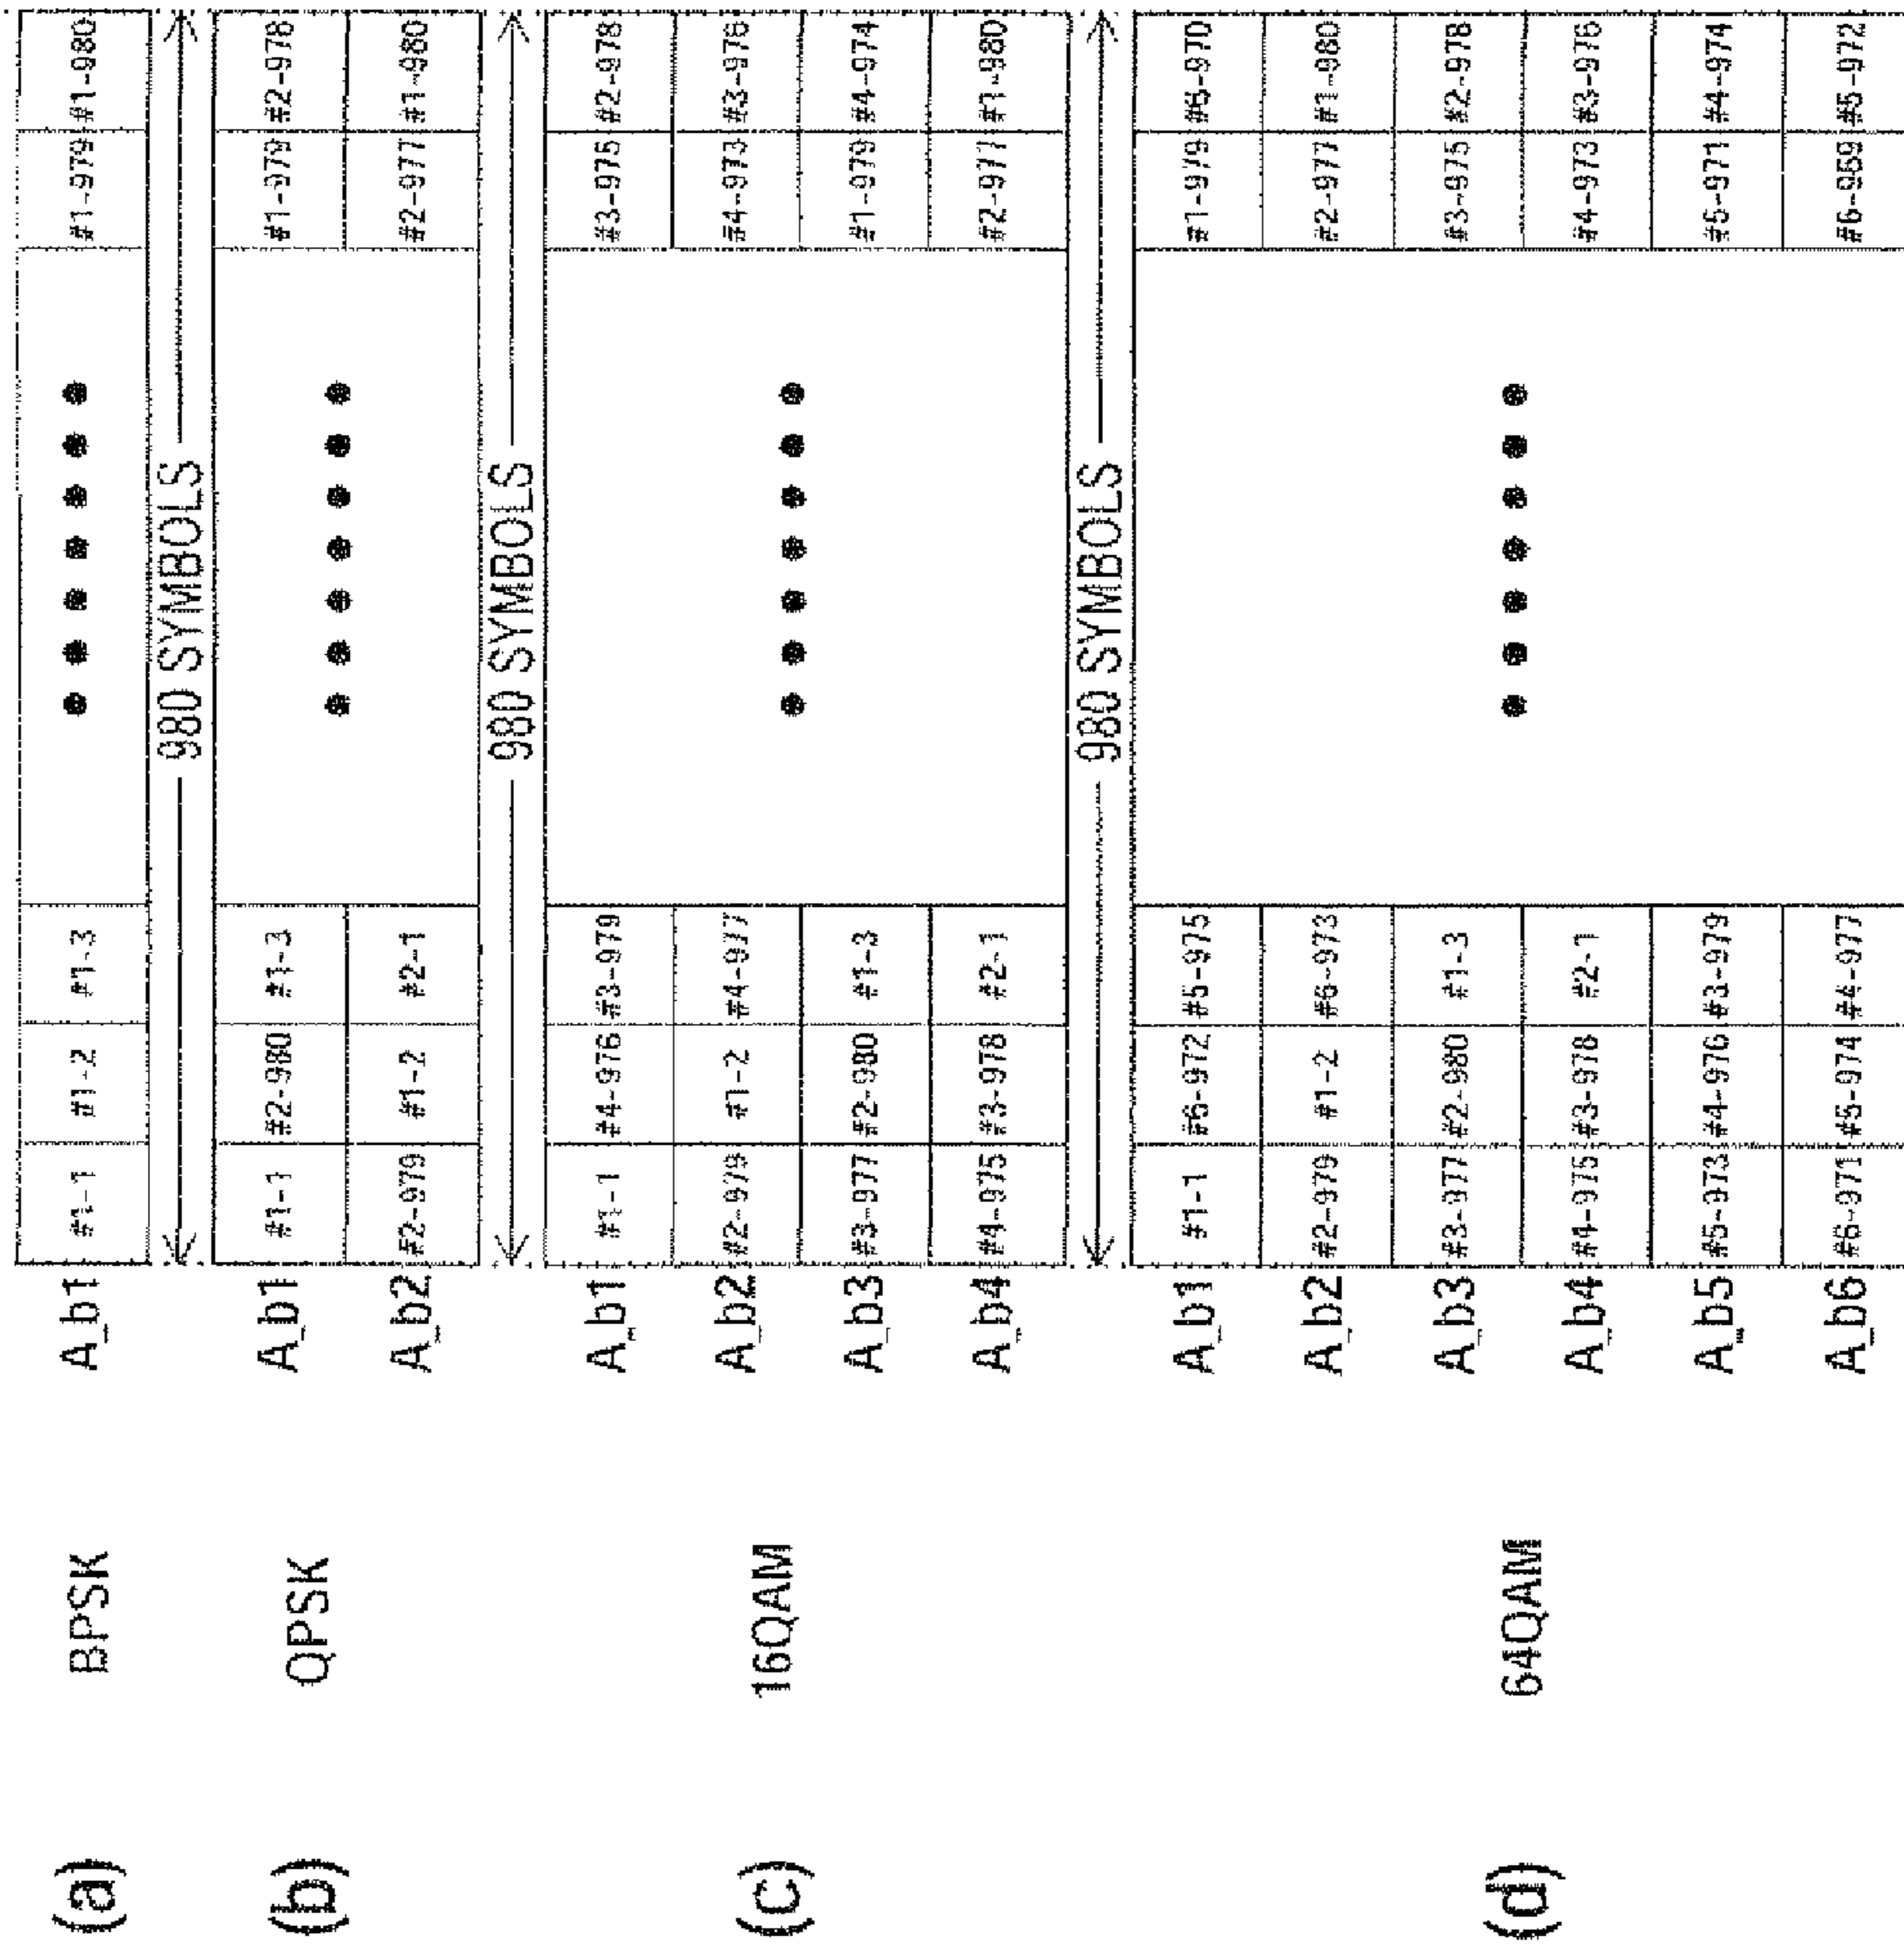 (a) BPSK
A_b1 #1-1 #1-2 #1-3 #1-979 #1-980
980 SYMBOLS
(b) QPSK
A_b1 #1-1 #2-980 #1-3 #1-979 #2-978
A_b2 #2-979 #1-2 #2-1 #2-977 #1-980
980 SYMBOLS
(c) 16QAM
A_b1 #1-1 #4-976 #3-979 #3-975 #2-978
A_b2 #2-979 #1-2 #4-977 #4-973 #3-976
A_b3 #3-977 #2-980 #1-3 #1-979 #4-974
A_b4 #4-975 #3-978 #2-1 #2-977 #1-980
980 SYMBOLS
(d) 64QAM
A_b1 #1-1 #6-972 #5-975 #1-979 #6-970
A_b2 #2-979 #1-2 #6-973 #2-977 #1-980
A_b3 #3-977 #2-980 #1-3 #3-975 #2-978
A_b4 #4-975 #3-978 #2-1 #4-973 #3-976
A_b5 #5-973 #4-976 #3-979 #5-971 #4-974
A_b6 #6-971 #5-974 #4-977 #6-969 #5-972